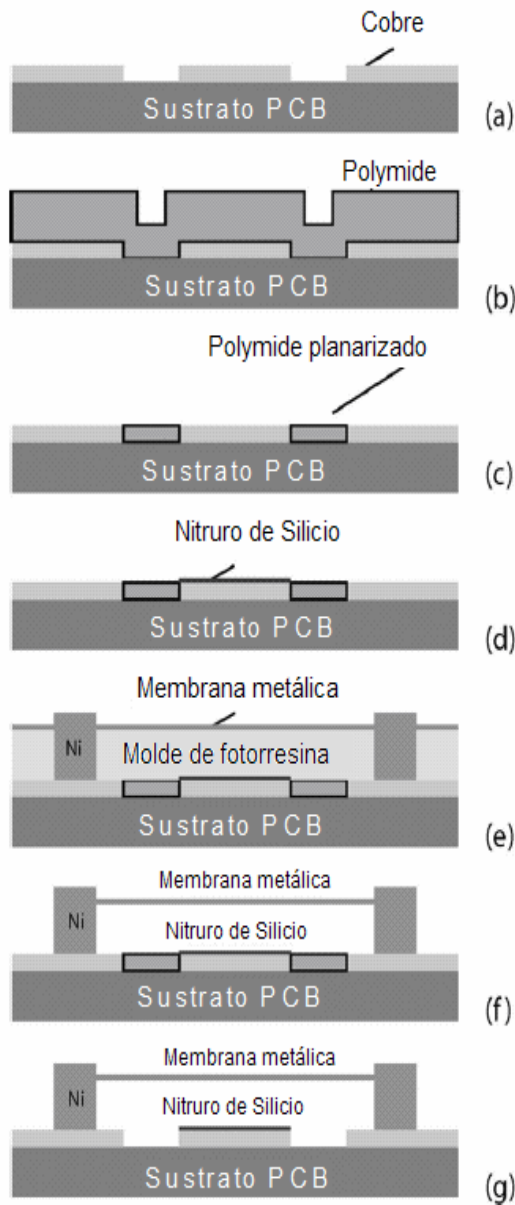 Cobre
Sustrato PCB
(a)
Polymide
Sustrato PCB
(b)
Polymide planarizado
Sustrato PCB
(c)
Nitruro de Silicio
Sustrato PCB
(d)
Membrana metálica
Ni
Molde de fotorresina
Sustrato PCB
(e)
Membrana metálica
Ni
Nitruro de Silicio
Sustrato PCB
(f)
Membrana metálica
Ni
Nitruro de Silicio
Sustrato PCB
(g)